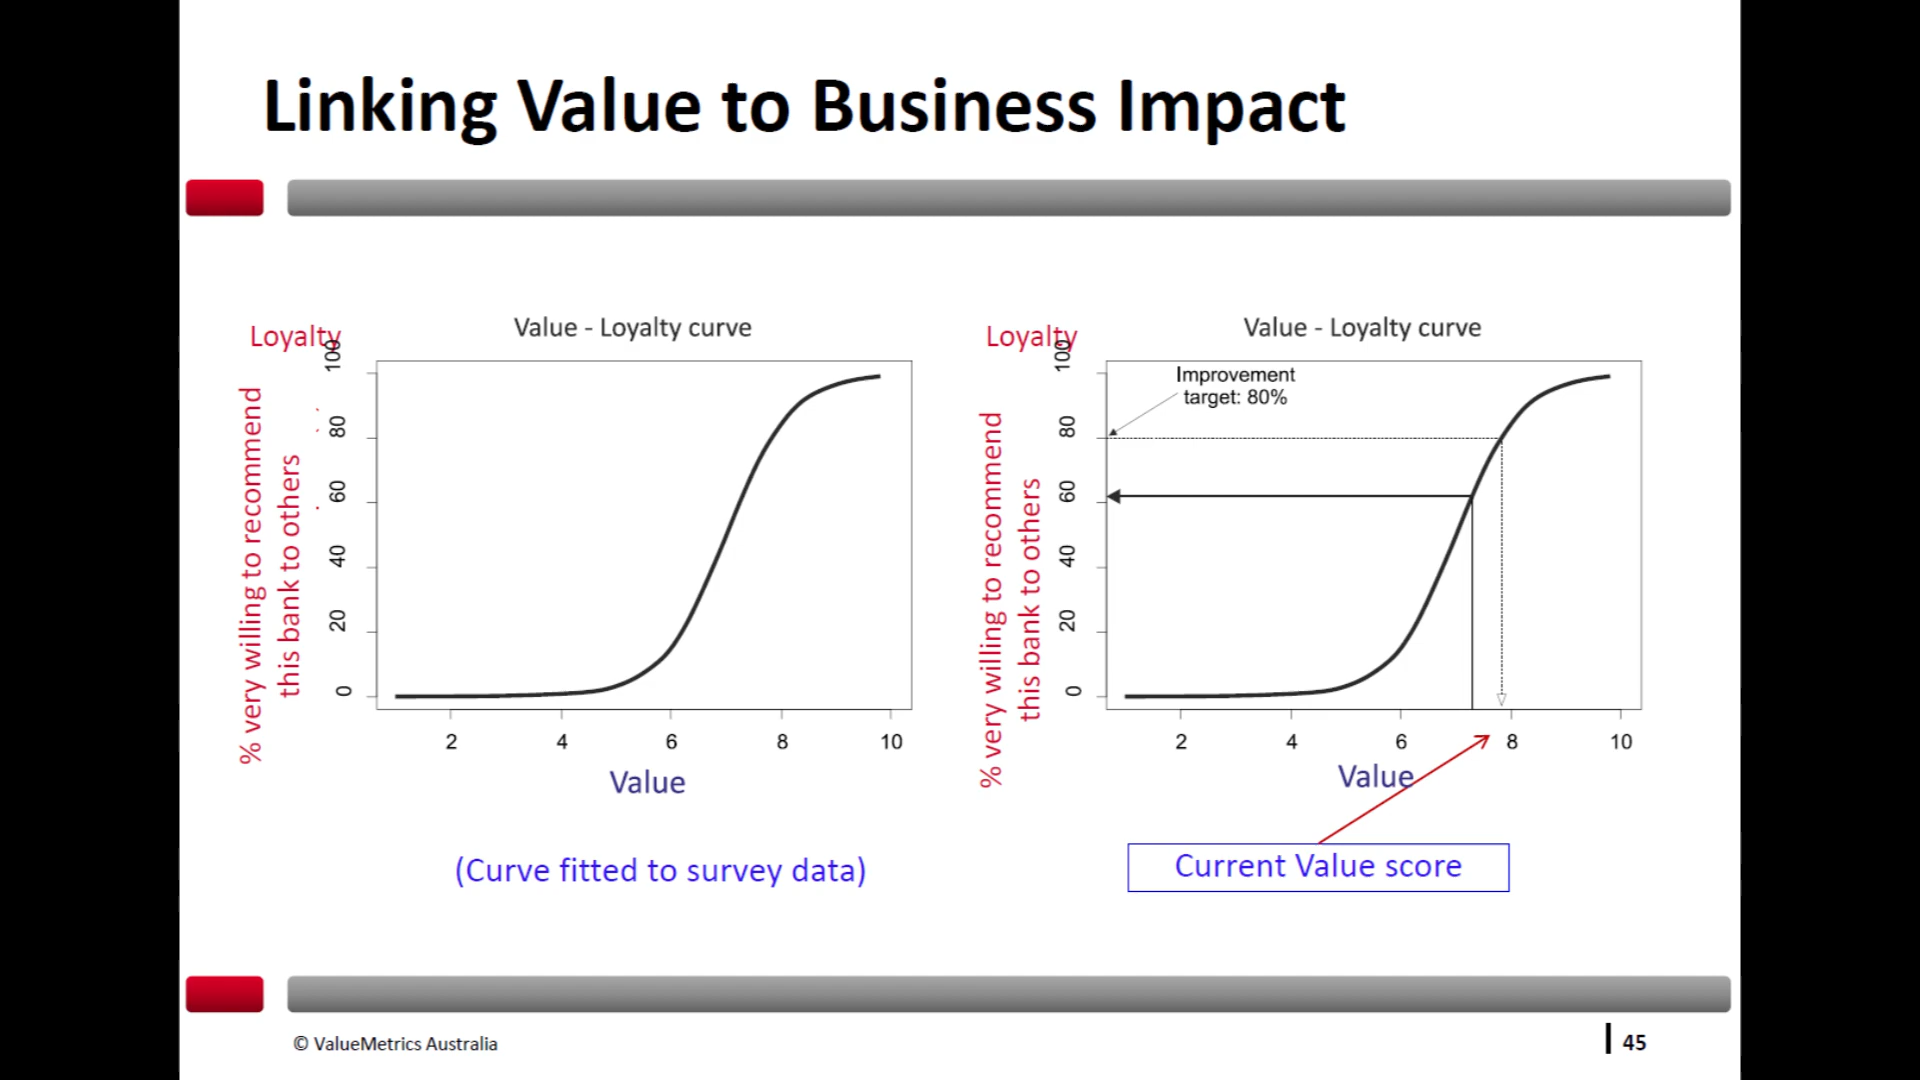 Linking Value to Business Impact
Loyalty
Value - Loyalty curve
% very willing to recommend
this bank to others
100
80
60
40
20
0
2 4 6 8 10
Value
(Curve fitted to survey data)
Loyalty
Value - Loyalty curve
% very willing to recommend
this bank to others
100
80
60
40
20
0
Improvement
target: 80%
2 4 6 8 10
Value
Current Value score
© ValueMetrics Australia
45